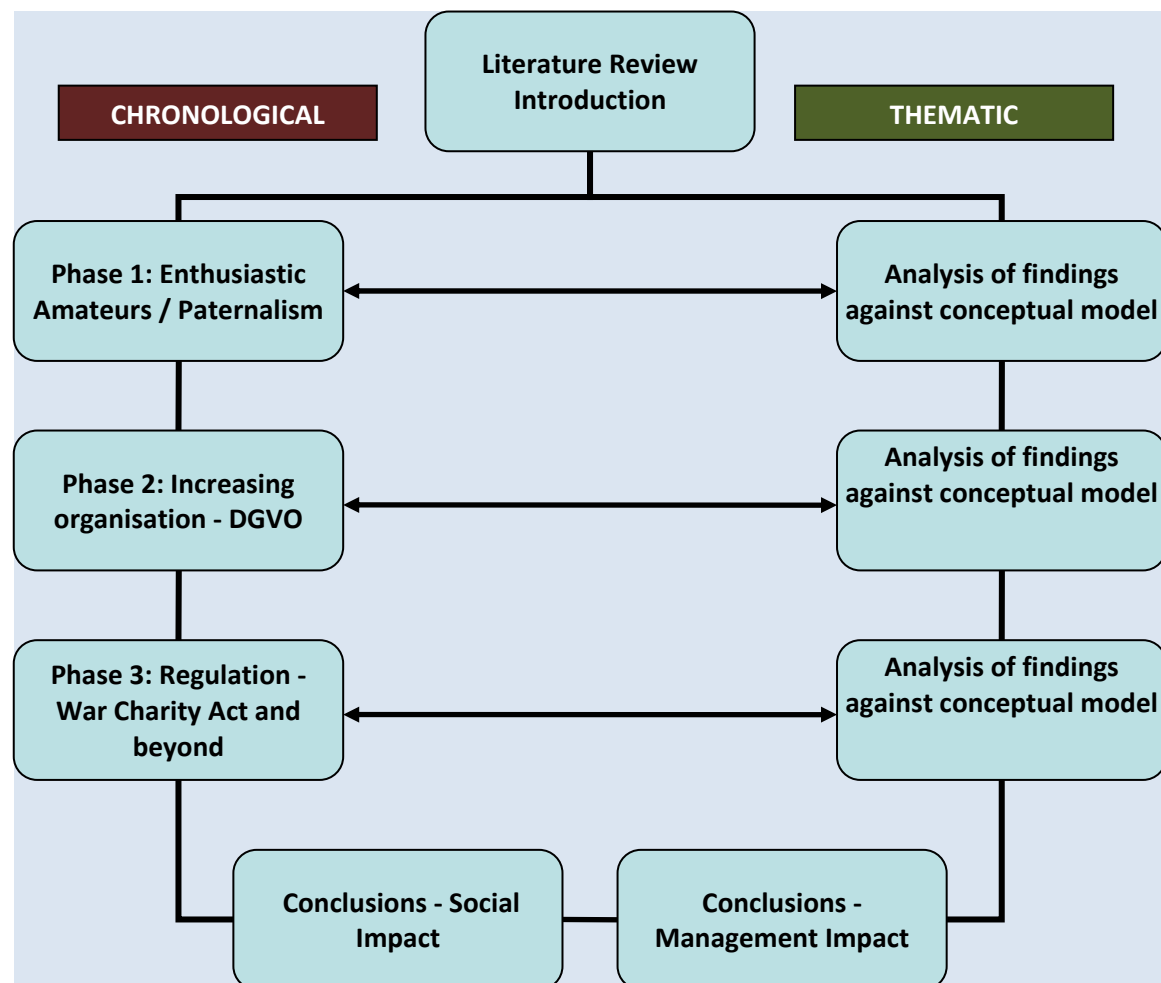 Literature Review
Introduction
CHRONOLOGICAL
THEMATIC
Phase 1: Enthusiastic
Amateurs / Paternalism
Analysis of findings
against conceptual model
Phase 2: Increasing
organisation - DGVO
Analysis of findings
against conceptual model
Phase 3: Regulation -
War Charity Act and
beyond
Analysis of findings
against conceptual model
Conclusions - Social
Impact
Conclusions -
Management Impact